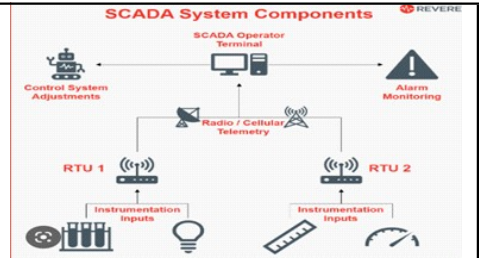 SCADA System Components
REVERE
SCADA Operator
Terminal
Control System
Adjustments
Alarm
Monitoring
Radio / Cellular
Telemetry
RTU 1
RTU 2
Instrumentation
Inputs
Instrumentation
Inputs